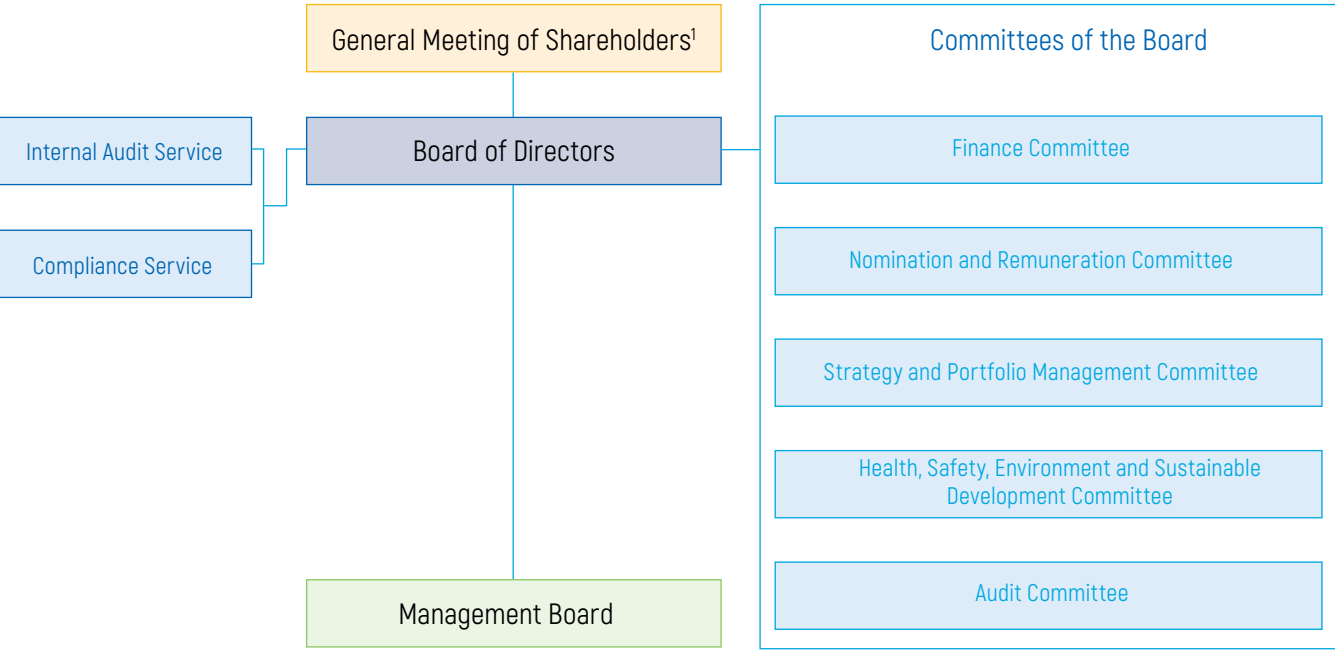 General Meeting of Shareholders¹
Committees of the Board
Internal Audit Service
Board of Directors
Finance Committee
Compliance Service
Nomination and Remuneration Committee
Strategy and Portfolio Management Committee
Health, Safety, Environment and Sustainable
Development Committee
Management Board
Audit Committee